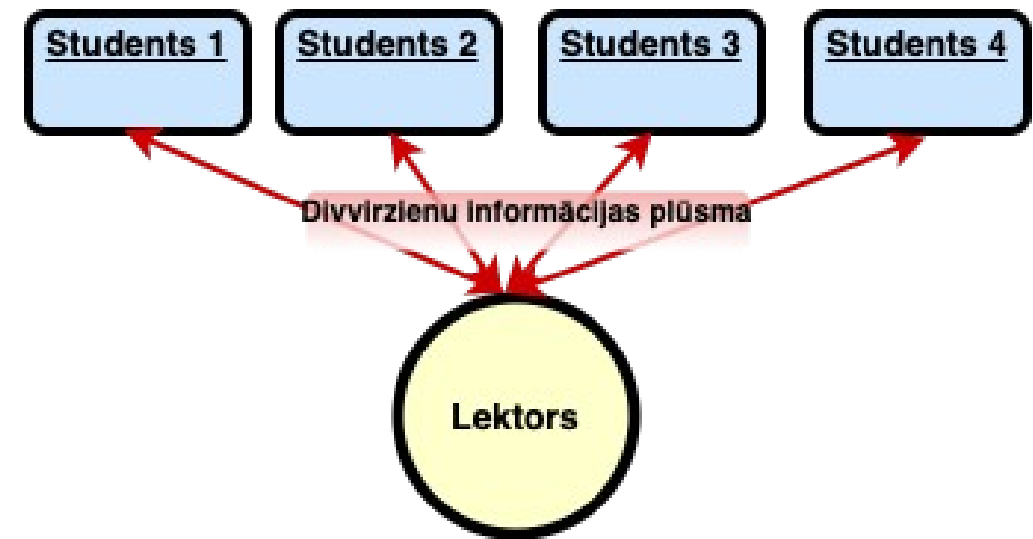 Students 1
Students 2
Students 3
Students 4
Divvirzienu informācijas plūsma
Lektors